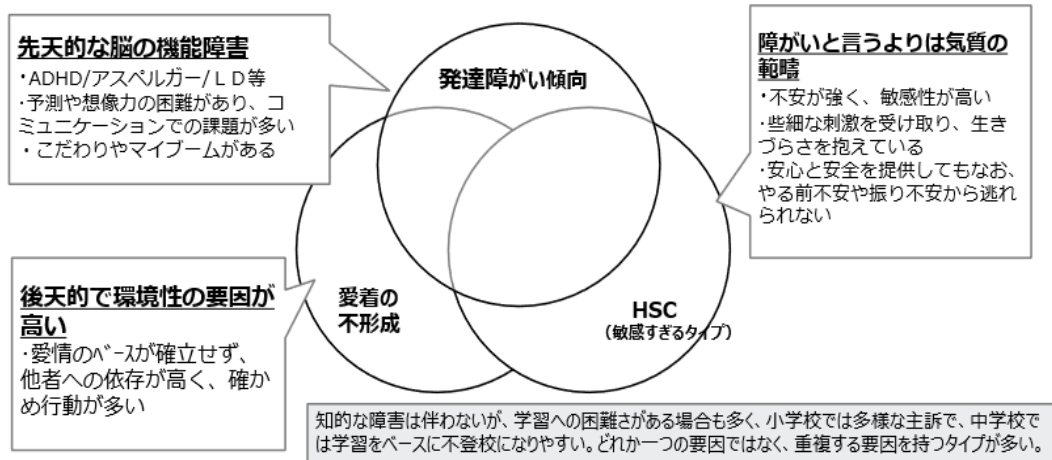 先天的な脳の機能障害
・ADHD/アスペルガー/ＬＤ等
・予測や想像力の困難があり、コ
ミュニケーションでの課題が多い
・こだわりやマイブームがある
発達障がい傾向
障がいと言うよりは気質の
範疇
・不安が強く、敏感性が高い
・些細な刺激を受け取り、生き
づらさを抱えている
・安心と安全を提供してもなお、
やる前不安や振り不安から逃れ
られない
後天的で環境性の要因が
高い
・愛情のﾍﾞｰｽが確立せず、
他者への依存が高く、確か
め行動が多い
愛着の
不形成
HSC
（敏感すぎるタイプ）
知的な障害は伴わないが、学習への困難さがある場合も多く、小学校では多様な主訴で、中学校で
は学習をベースに不登校になりやすい。どれか一つの要因ではなく、重複する要因を持つタイプが多い。